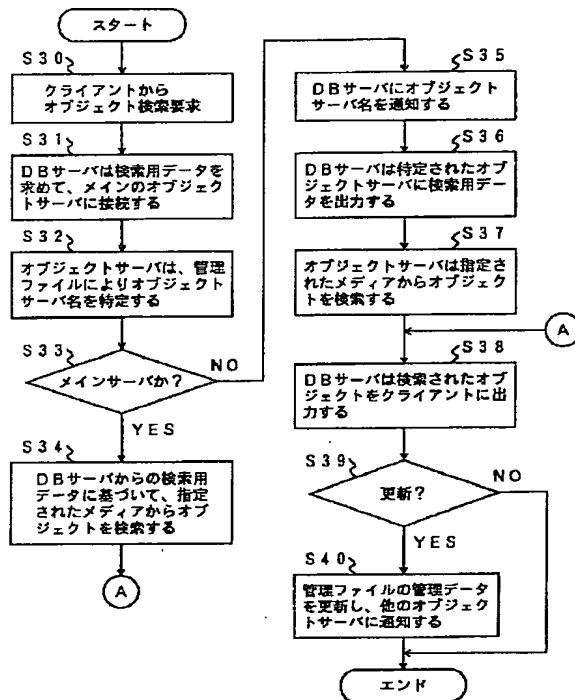 スタート
S30
クライアントから
オブジェクト検索要求
S31
DBサーバは検索用データを
求めて、メインのオブジェク
トサーバに接続する
S32
オブジェクトサーバは、管理
ファイルによりオブジェクト
サーバ名を特定する
S33
メインサーバか?
NO
YES
S34
DBサーバからの検索用
データに基づいて、指定
されたメディアからオブ
ジェクトを検索する
A
S35
DBサーバにオブジェクト
サーバ名を通知する
S36
DBサーバは特定されたオブ
ジェクトサーバに検索用デー
タを出力する
S37
オブジェクトサーバは指定さ
れたメディアからオブジェク
トを検索する
A
S38
DBサーバは検索されたオブ
ジェクトをクライアントに出
力する
S39
更新?
NO
YES
S40
管理ファイルの管理データ
を更新し、他のオブジェク
トサーバに通知する
エンド